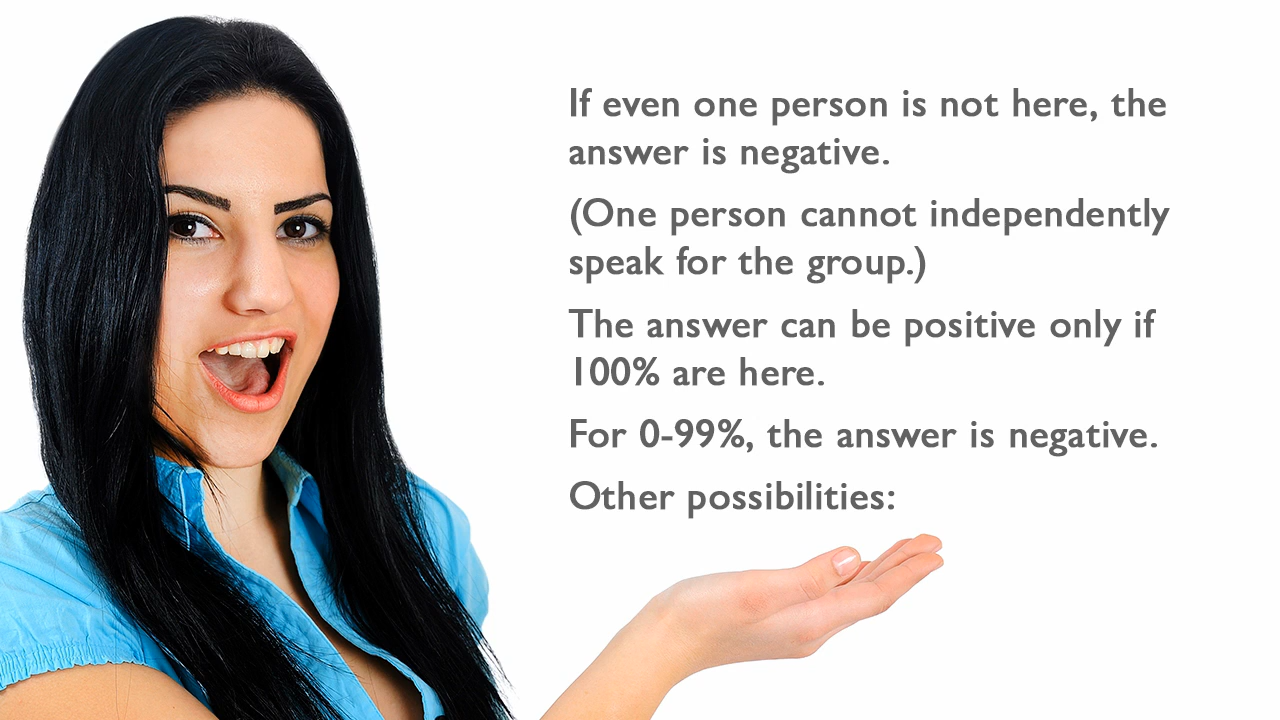 If even one person is not here, the
answer is negative.
(One person cannot independently
speak for the group.)
The answer can be positive only if
100% are here.
For 0-99%, the answer is negative.
Other possibilities: